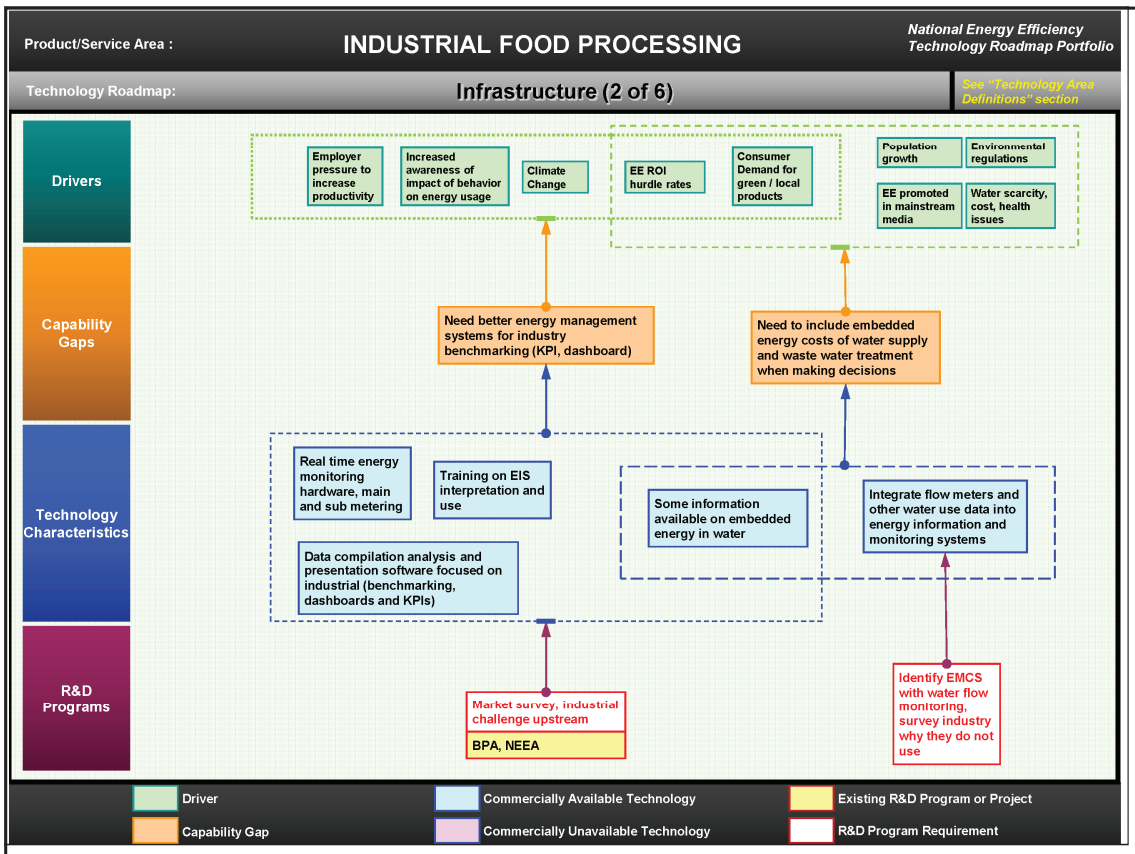 Product/Service Area :
INDUSTRIAL FOOD PROCESSING
National Energy Efficiency
Technology Roadmap Portfolio
Technology Roadmap:
Infrastructure (2 of 6)
See “Technology Area
Definitions” section
Drivers
Employer
pressure to
increase
productivity
Increased
awareness of
impact of behavior
on energy usage
Climate
Change
EE ROI
hurdle rates
Consumer
Demand for
green / local
products
Population
growth
Environmental
regulations
EE promoted
in mainstream
media
Water scarcity,
cost, health
issues
Capability
Gaps
Need better energy management
systems for industry
benchmarking (KPI, dashboard)
Need to include embedded
energy costs of water supply
and waste water treatment
when making decisions
Technology
Characteristics
Real time energy
monitoring
hardware, main
and sub metering
Training on EIS
interpretation and
use
Data compilation analysis and
presentation software focused on
industrial (benchmarking,
dashboards and KPIs)
Some information
available on embedded
energy in water
Integrate flow meters and
other water use data into
energy information and
monitoring systems
R&D
Programs
Market survey, industrial
challenge upstream
BPA, NEEA
Identify EMCS
with water flow
monitoring,
survey industry
why they do not
use
Driver
Commercially Available Technology
Existing R&D Program or Project
Capability Gap
Commercially Unavailable Technology
R&D Program Requirement